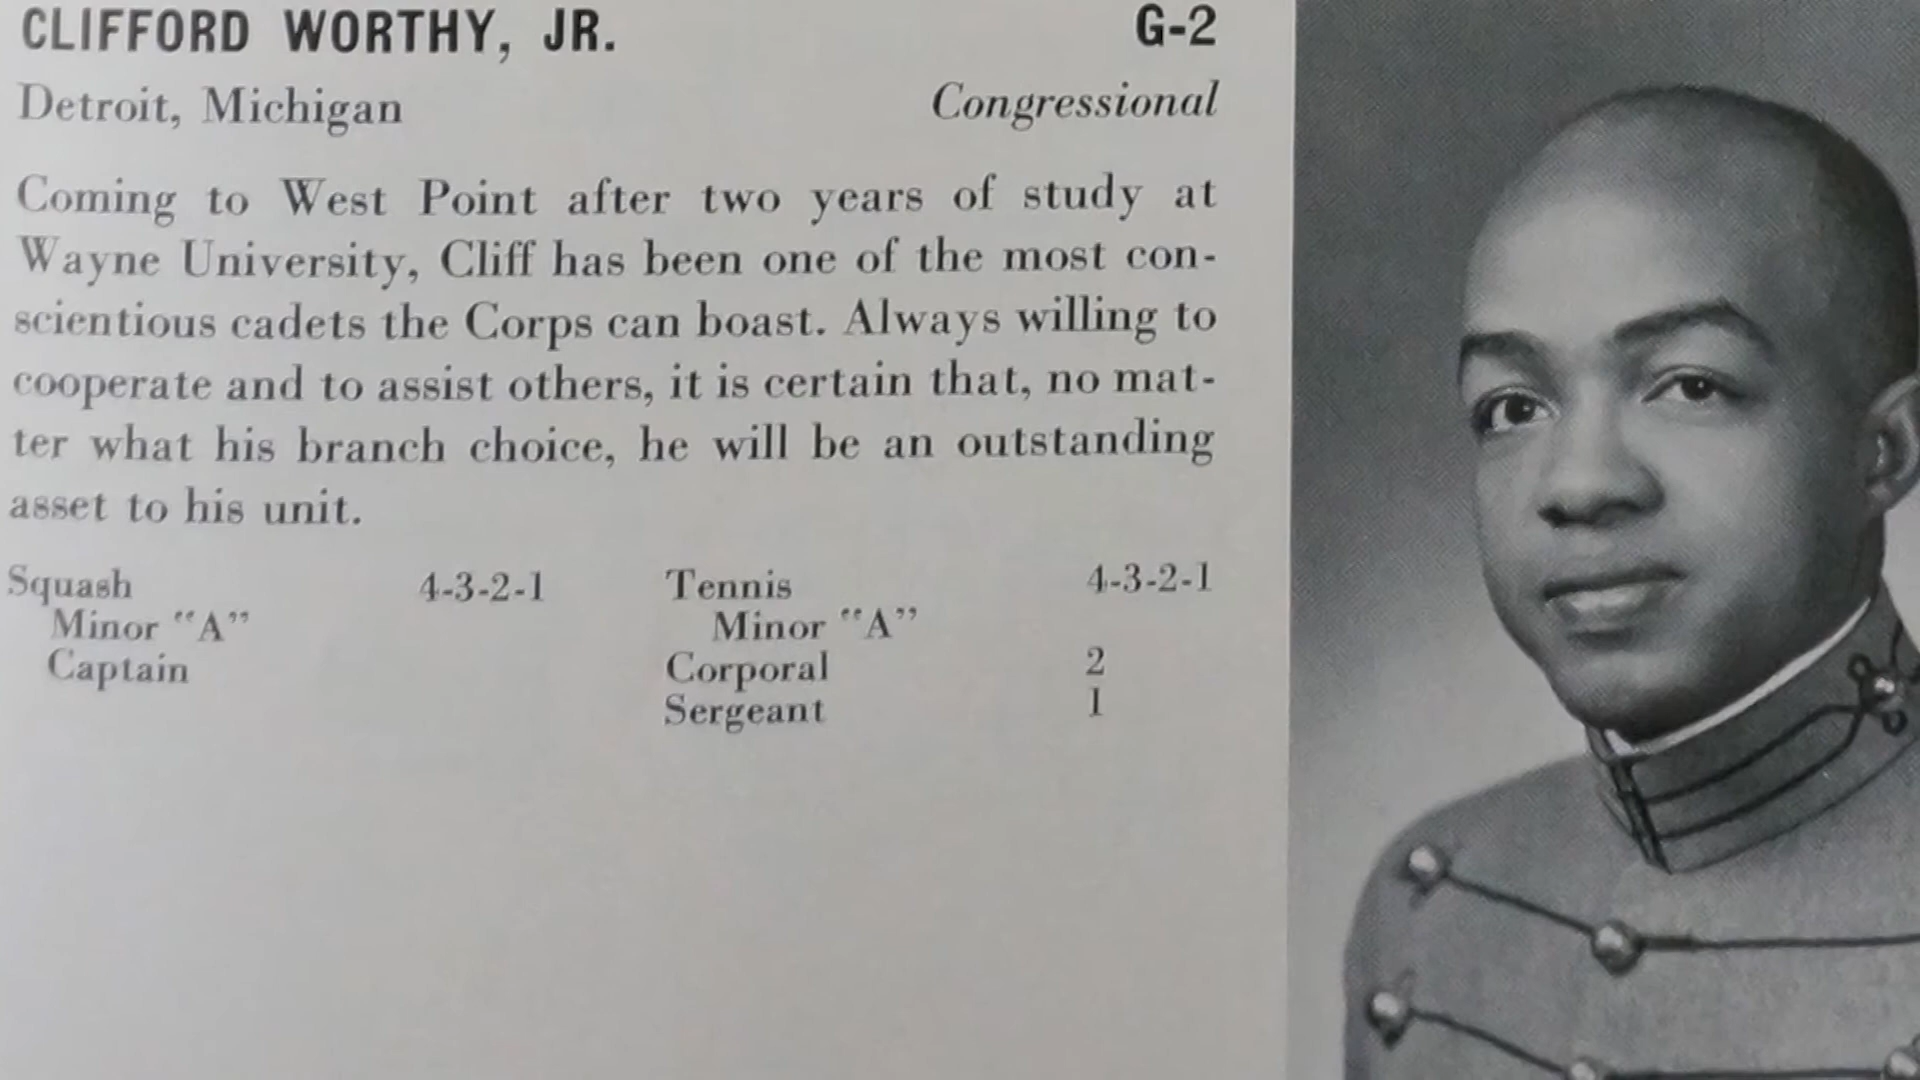 CLIFFORD WORTHY, JR. G-2
Detroit, Michigan Congressional
Coming to West Point after two years of study at
Wayne University, Cliff has been one of the most con-
scientious cadets the Corps can boast. Always willing to
cooperate and to assist others, it is certain that, no mat-
ter what his branch choice, he will be an outstanding
asset to his unit.
Squash 4-3-2-1 Tennis 4-3-2-1
Minor "A" Minor "A"
Captain Corporal 2
Sergeant 1